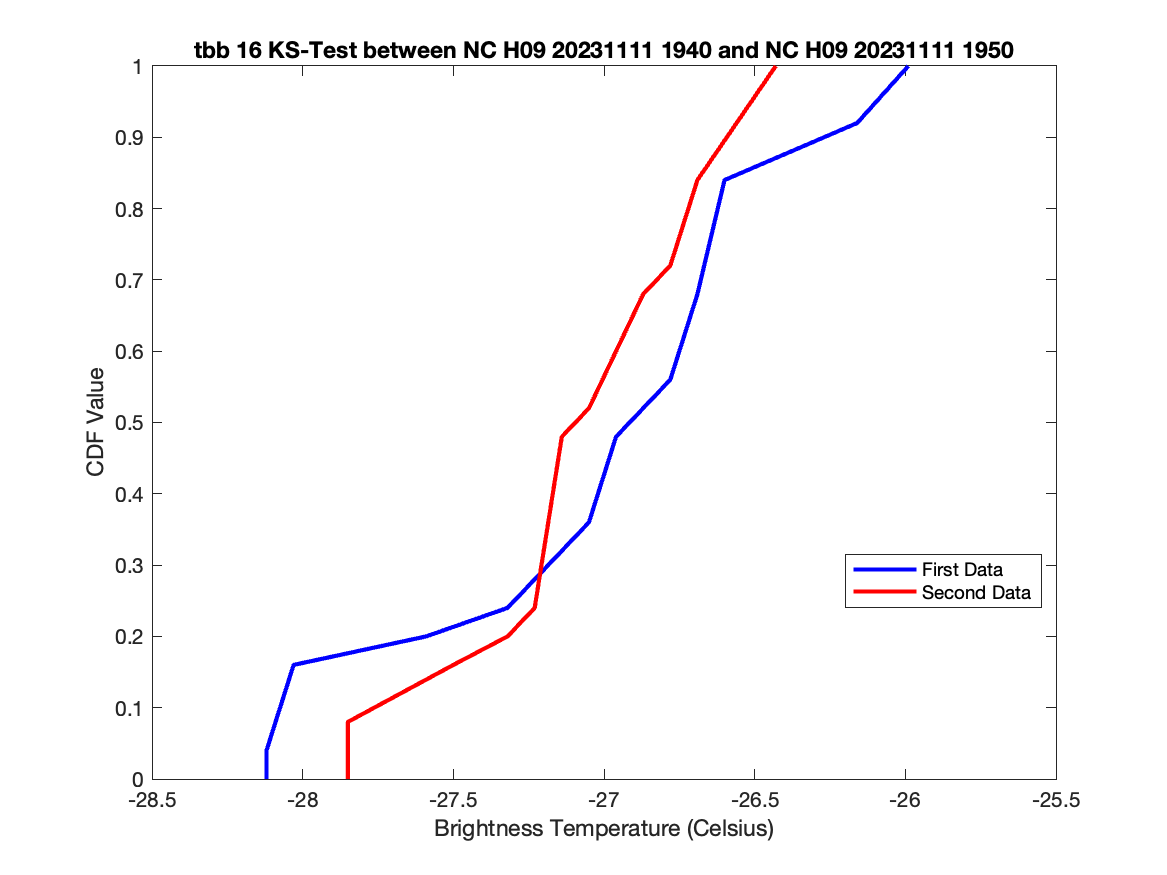 tbb 16 KS-Test between NC H09 20231111 1940 and NC H09 20231111 1950
1
0.9
0.8
0.7
0.6
0.5
0.4
0.3
0.2
0.1
0
CDF Value
First Data
Second Data
-28.5 -28 -27.5 -27 -26.5 -26 -25.5
Brightness Temperature (Celsius)